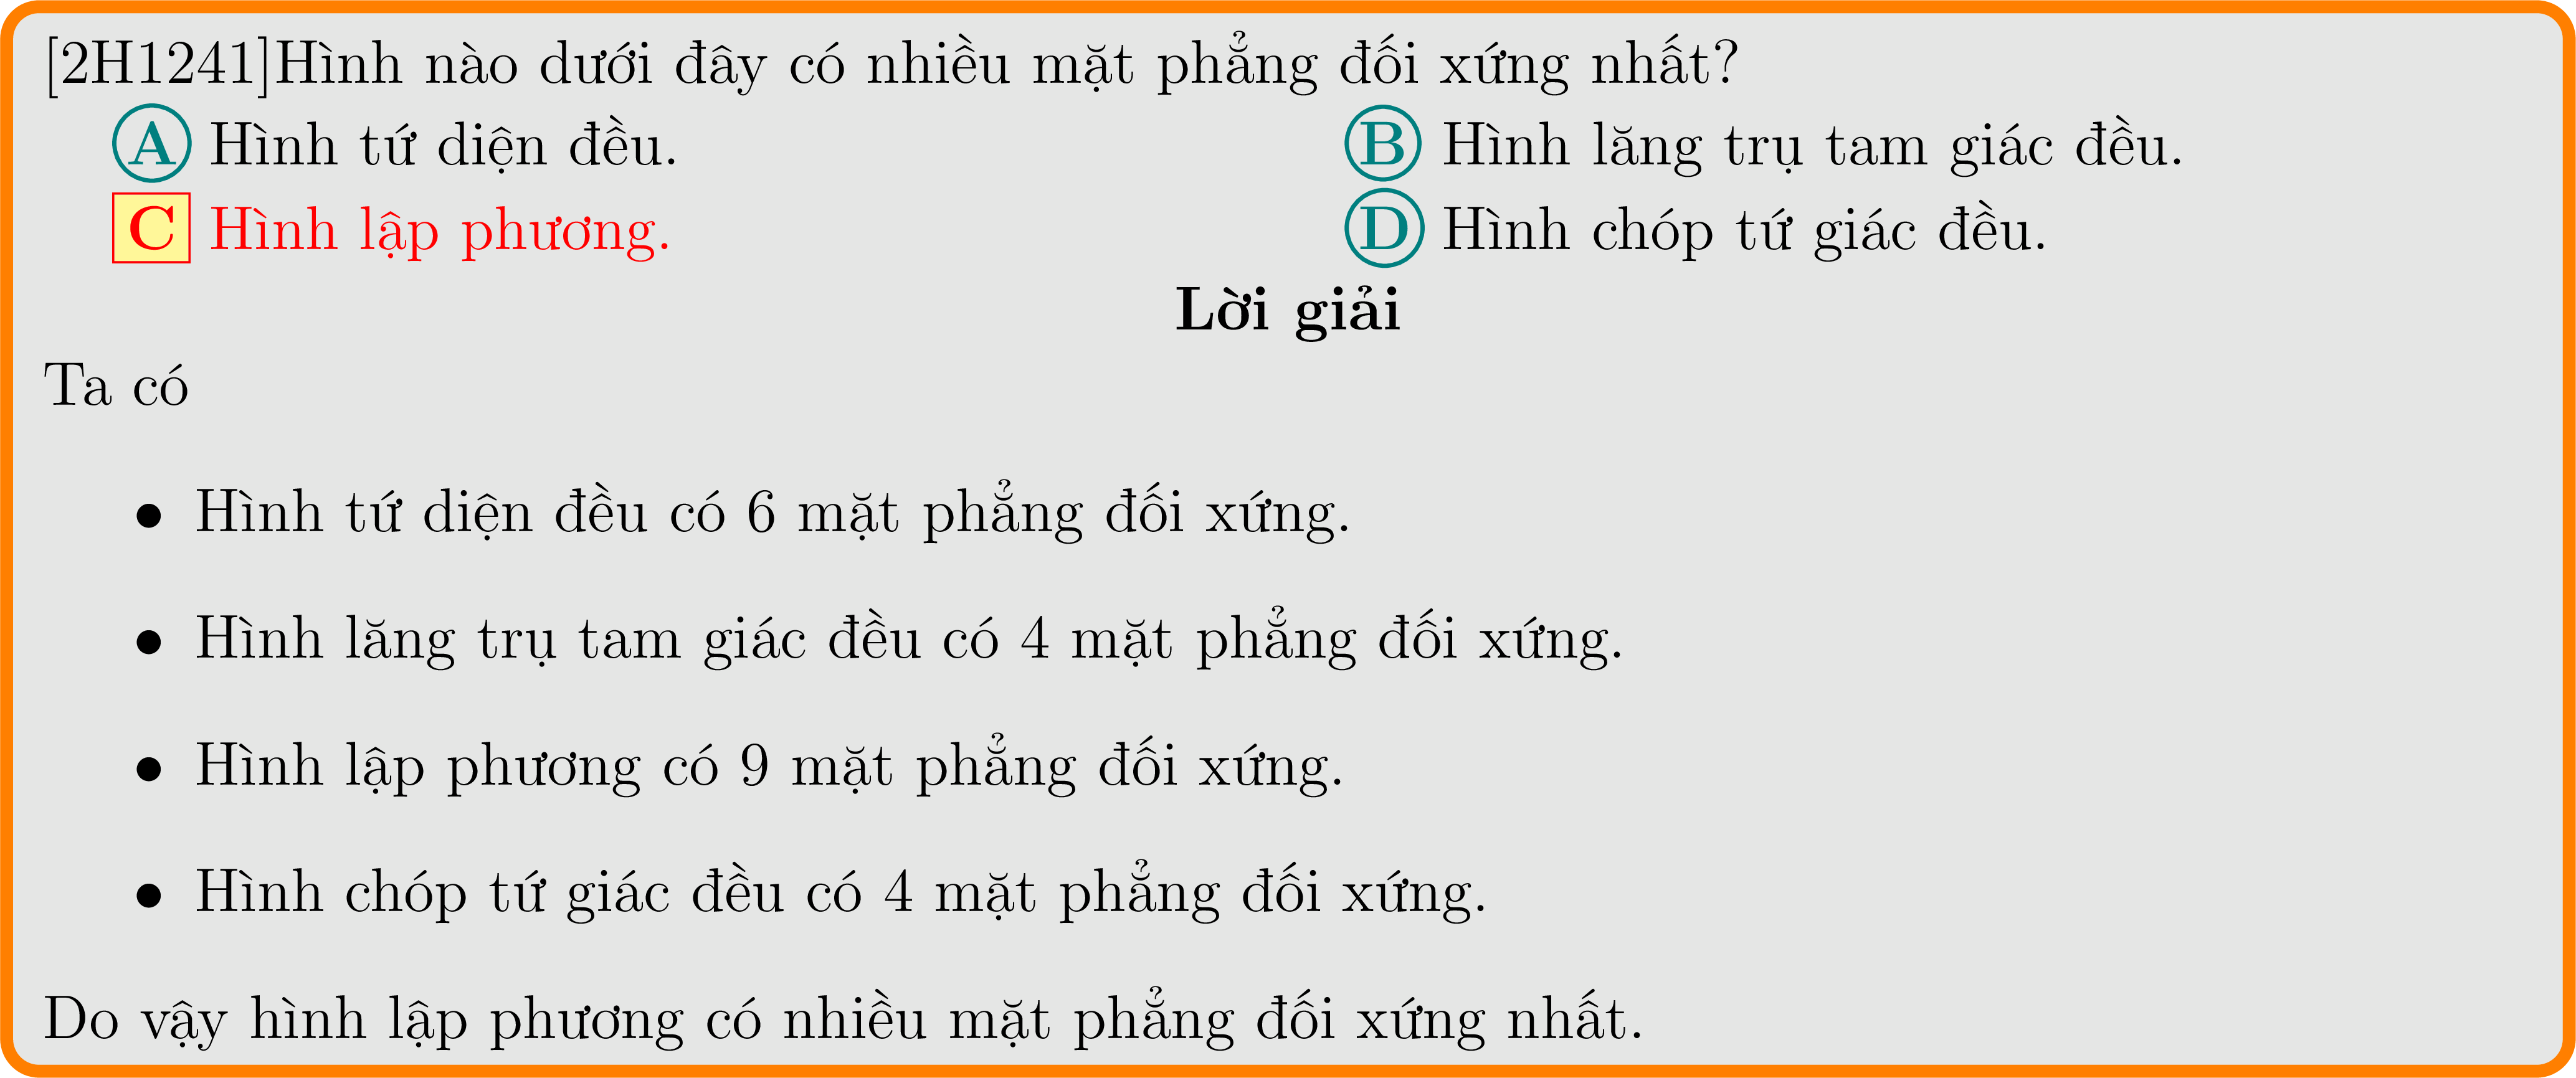 [2H1241]Hình nào dưới đây có nhiều mặt phẳng đối xứng nhất?
A Hình tứ diện đều. B Hình lăng trụ tam giác đều.
C Hình lập phương. D Hình chóp tứ giác đều.
Lời giải
Ta có
• Hình tứ diện đều có 6 mặt phẳng đối xứng.
• Hình lăng trụ tam giác đều có 4 mặt phẳng đối xứng.
• Hình lập phương có 9 mặt phẳng đối xứng.
• Hình chóp tứ giác đều có 4 mặt phẳng đối xứng.
Do vậy hình lập phương có nhiều mặt phẳng đối xứng nhất.